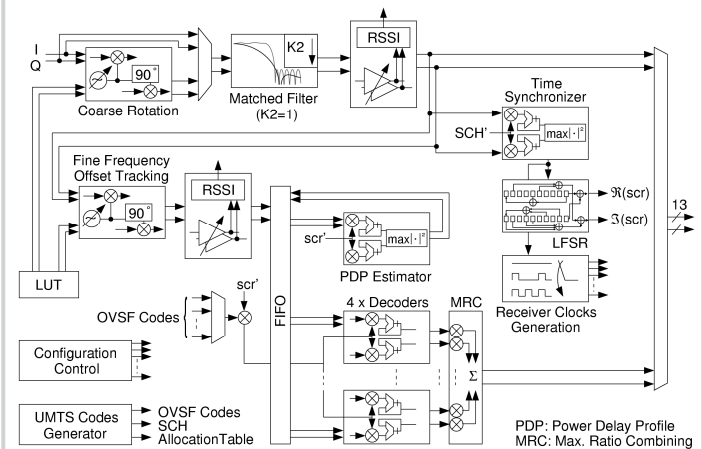 I
Q
90°
Coarse Rotation
K2
Matched Filter
(K2=1)
RSSI
Time
Synchronizer
SCH'
max|·|²
Fine Frequency
Offset Tracking
90°
RSSI
LUT
FIFO
scr'
max|·|²
PDP Estimator
ℜ(scr)
ℑ(scr)
LFSR
13
Receiver Clocks
Generation
scr'
OVSF Codes
4 x Decoders
MRC
Σ
Configuration
Control
UMTS Codes
Generator
OVSF Codes
SCH
AllocationTable
PDP: Power Delay Profile
MRC: Max. Ratio Combining